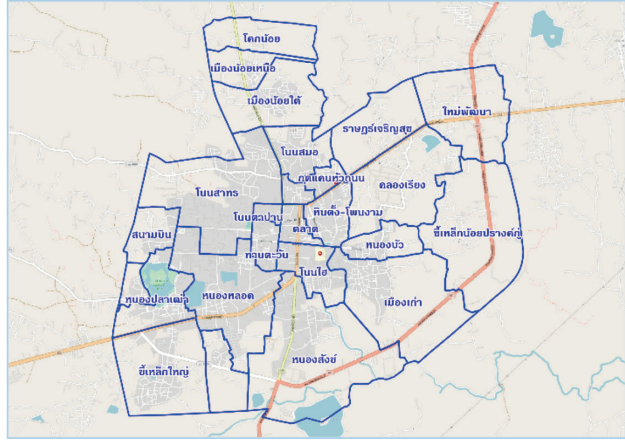 โคกน้อย
เมืองน้อยเหนือ
เมืองน้อยใต้
ใหม่พัฒนา
ราษฎร์เจริญสุข
โนนสมอ
กุดแคนหัวถนน
คลองเรียง
โนนสาทร
โนนตะปาน
หินตั้ง-โพนงาม
ตลาด
สนามบิน
ขี้เหล็กน้อยปรางค์กู่
หนองบัว
ทานตะวัน
โนนไฮ
หนองปลาเฒ่า
หนองหลอด
เมืองเก่า
หนองสังข์
ขี้เหล็กใหญ่